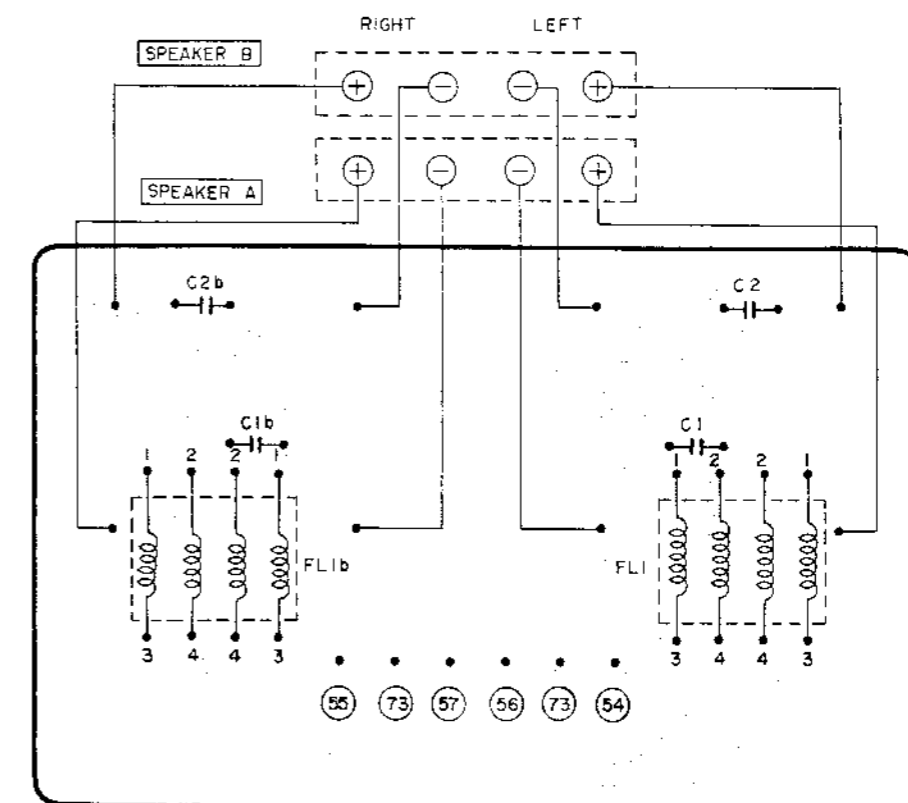 RIGHT LEFT
SPEAKER B
+ − − +
+ − − +
SPEAKER A
C2b C2
C1b C1
1 2 2 1 1 2 2 1
FL1b FL1
3 4 4 3 3 4 4 3
55 73 57 56 73 54